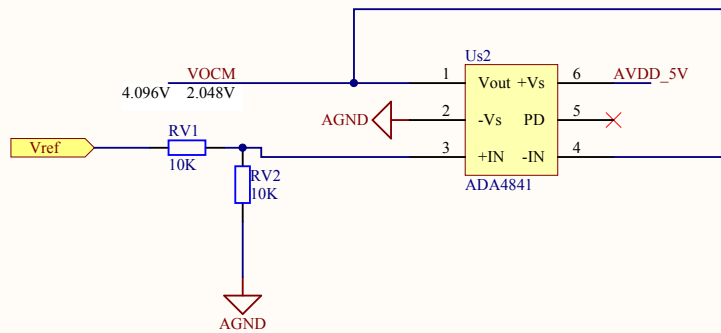 Us2
VOCM
1
Vout +Vs
6
AVDD_5V
4.096V 2.048V
AGND
2
-Vs
PD
5
RV1
Vref
3
+IN
-IN
4
10K
RV2
10K
ADA4841
AGND